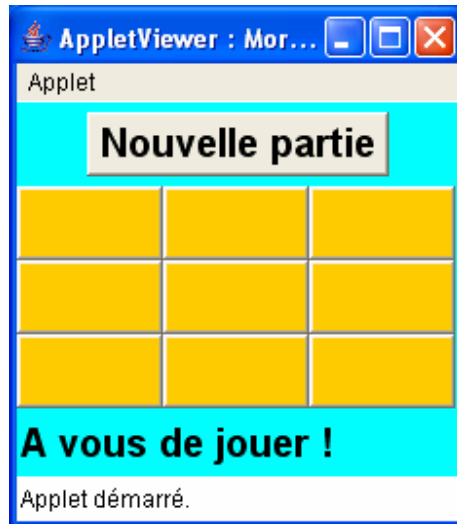 AppletViewer : Mor...
Applet
Nouvelle partie
A vous de jouer !
Applet démarré.